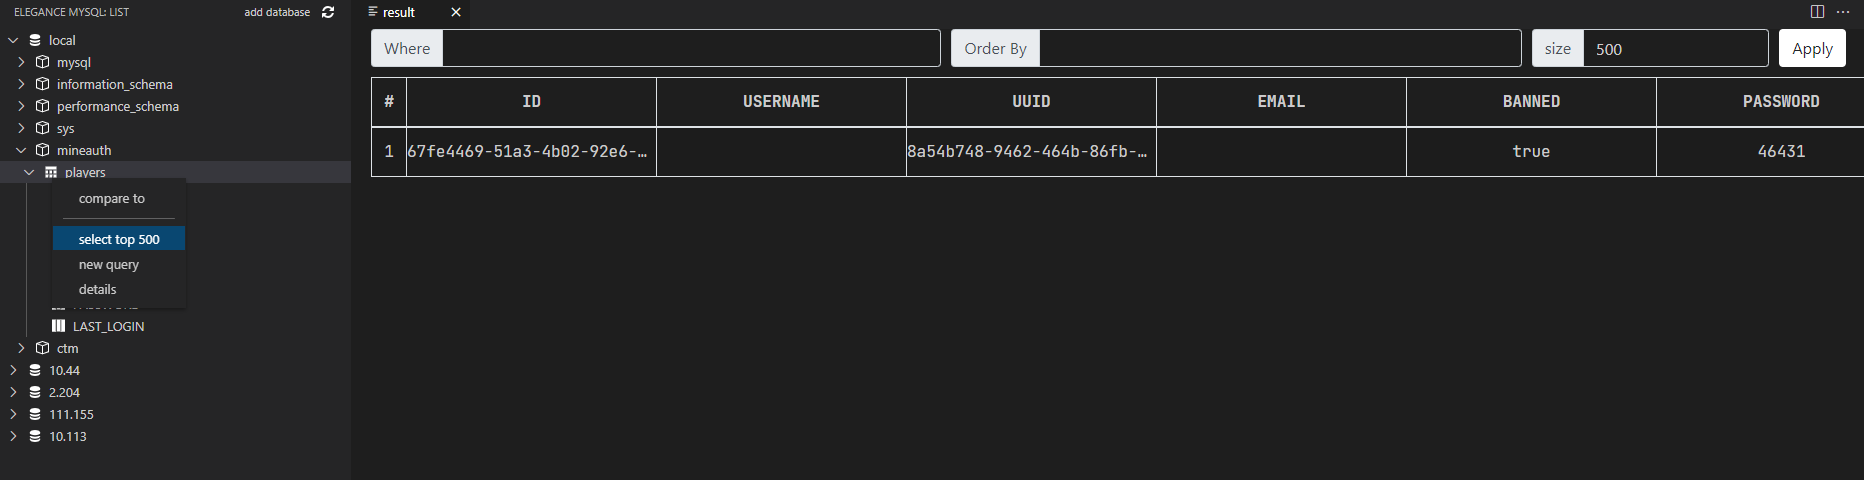 ELEGANCE MYSQL: LIST add database
local
mysql
information_schema
performance_schema
sys
mineauth
players
compare to
select top 500
new query
details
LAST_LOGIN
ctm
10.44
2.204
111.155
10.113
result
Where Order By size 500 Apply
# ID USERNAME UUID EMAIL BANNED PASSWORD
1 67fe4469-51a3-4b02-92e6-… 8a54b748-9462-464b-86fb-… true 46431